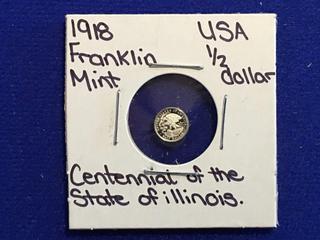 1918 USA
Franklin 1/2
Mint dollar
Centennial of the
State of illinois.